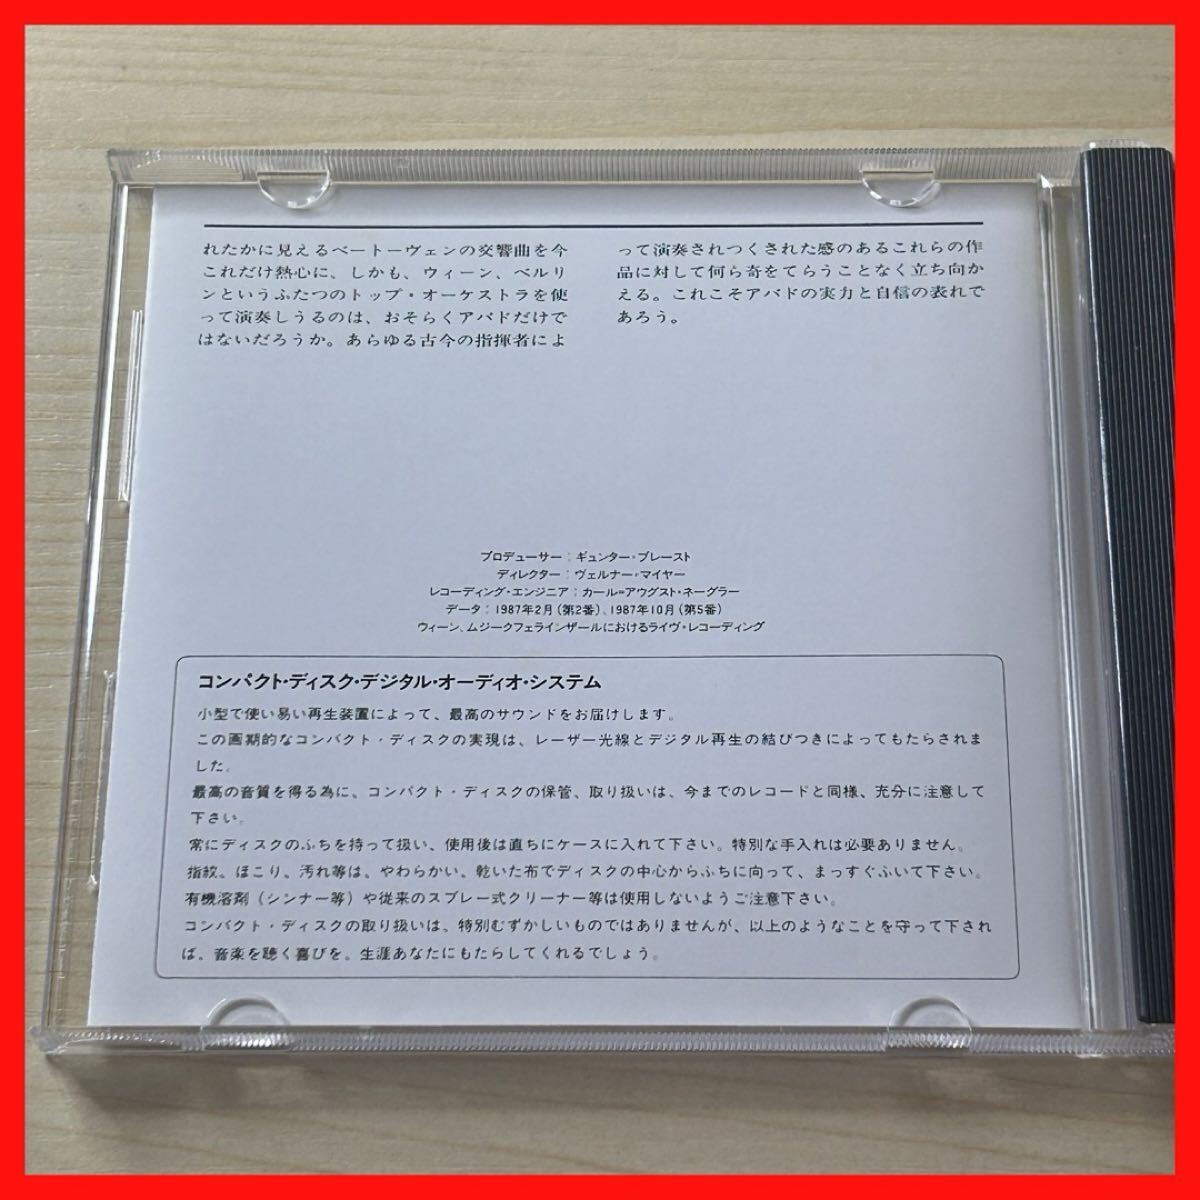 れたかに見えるベートーヴェンの交響曲を今
これだけ熱心に、しかも、ウィーン、ベルリ
ンというふたつのトップ・オーケストラを使
って演奏しうるのは、おそらくアバドだけで
はないだろうか。あらゆる古今の指揮者によ
って演奏されつくされた感のあるこれらの作
品に対して何ら奇をてらうことなく立ち向か
える。これこそアバドの実力と自信の表れで
あろう。
プロデューサー：ギュンター・ブレースト
ディレクター：ヴェルナー・マイヤー
レコーディング・エンジニア：カール=アウグスト・ネーグラー
データ：1987年2月(第2番)、1987年10月(第5番)
ウィーン、ムジークフェラインザールにおけるライヴ・レコーディング
コンパクト・ディスク・デジタル・オーディオ・システム
小型で使い易い再生装置によって、最高のサウンドをお届けします。
この画期的なコンパクト・ディスクの実現は、レーザー光線とデジタル再生の結びつきによってもたらされま
した。
最高の音質を得る為に、コンパクト・ディスクの保管、取り扱いは、今までのレコードと同様、充分に注意して
下さい。
常にディスクのふちを持って扱い、使用後は直ちにケースに入れて下さい。特別な手入れは必要ありません。
指紋、ほこり、汚れ等は、やわらかい、乾いた布でディスクの中心からふちに向って、まっすぐふいて下さい。
有機溶剤（シンナー等）や従来のスプレー式クリーナー等は使用しないようご注意下さい。
コンパクト・ディスクの取り扱いは、特別むずかしいものではありませんが、以上のようなことを守って下され
ば、音楽を聴く喜びを、生涯あなたにもたらしてくれるでしょう。